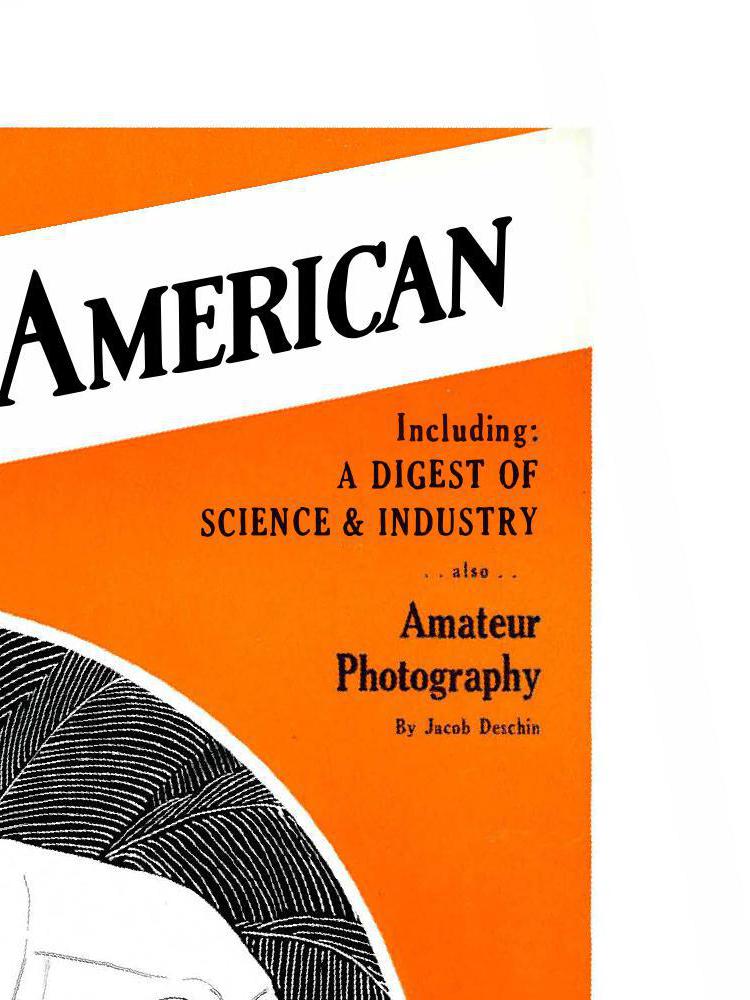 AMERICAN
Including:
A DIGEST OF
SCIENCE & INDUSTRY
. . also . .
Amateur
Photography
By Jacob Deschin